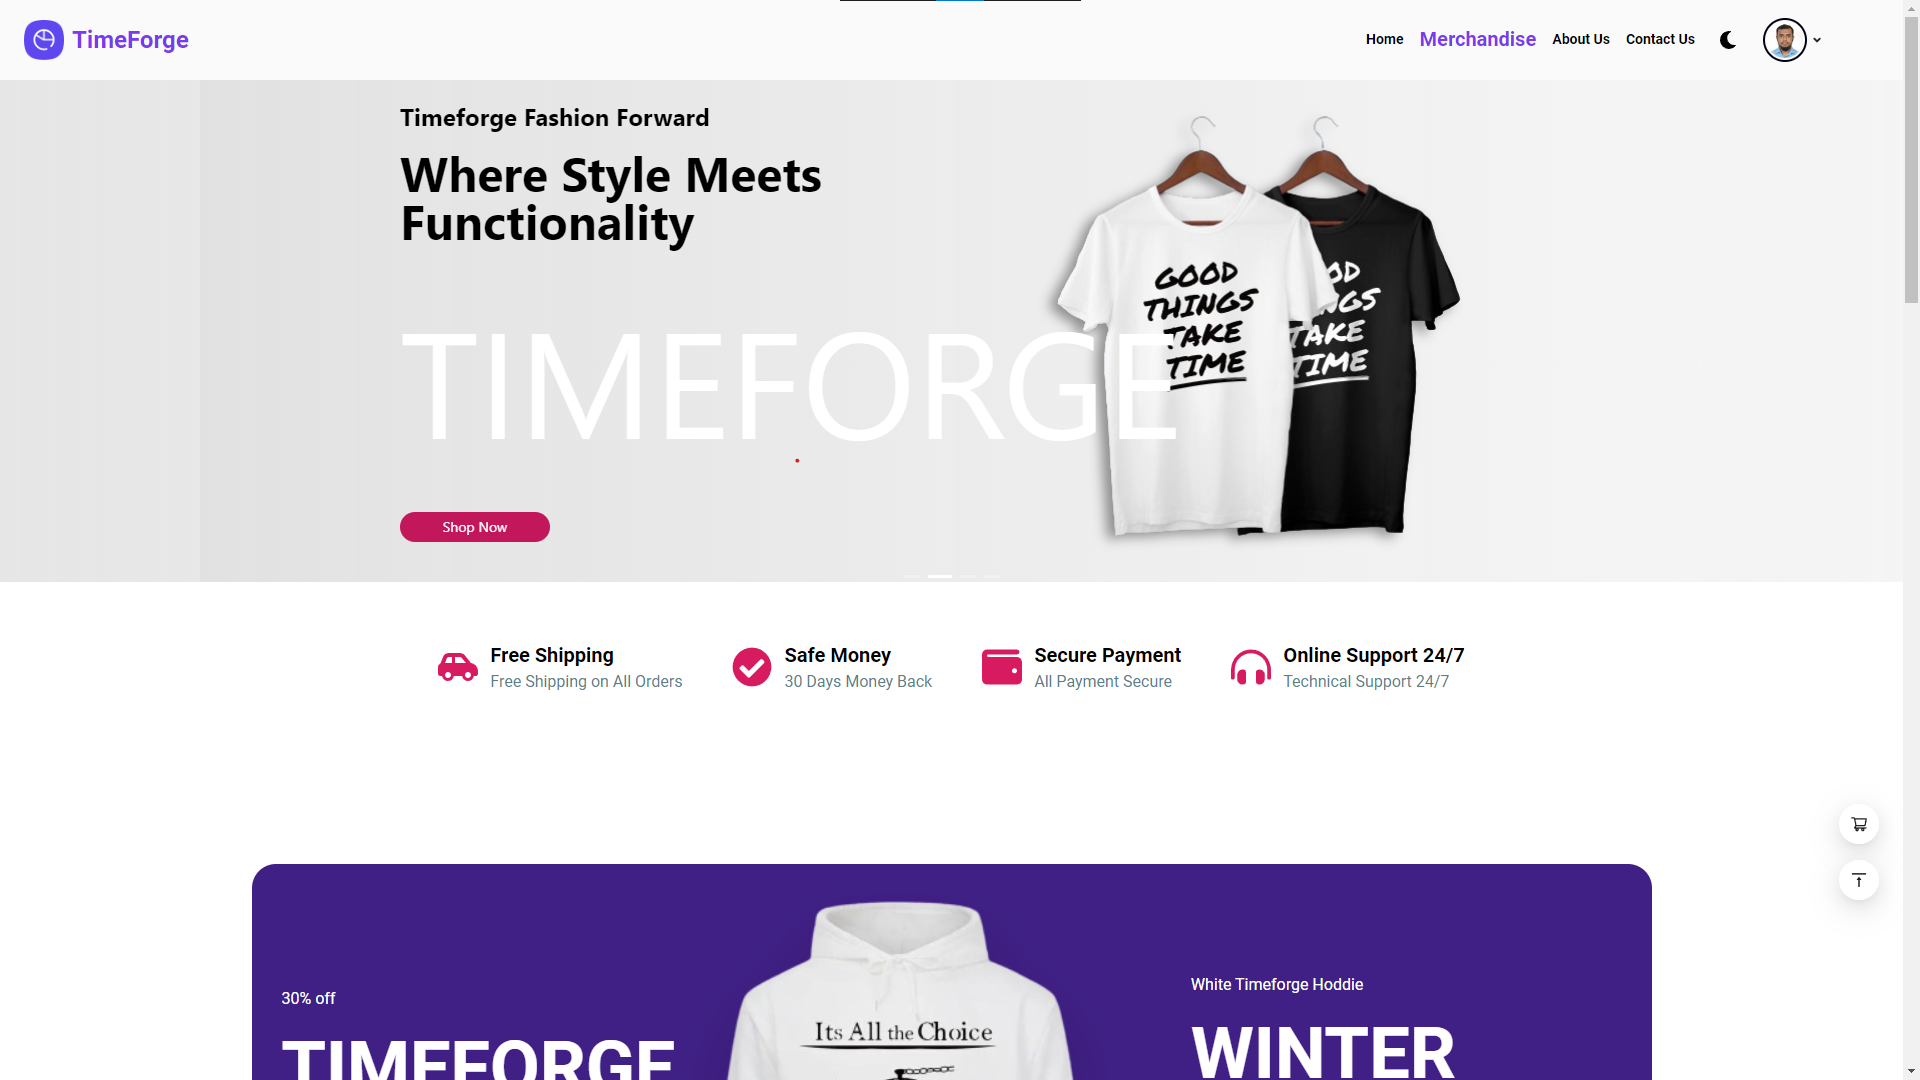 TimeForge
Home Merchandise About Us Contact Us
Timeforge Fashion Forward
Where Style Meets
Functionality
GOOD
THINGS
TAKE
TIME
TAKE
TIME
TIMEFORGE
Shop Now
Free Shipping
Free Shipping on All Orders
Safe Money
30 Days Money Back
Secure Payment
All Payment Secure
Online Support 24/7
Technical Support 24/7
30% off
TIMEFORGE
Its All the Choice
White Timeforge Hoddie
WINTER